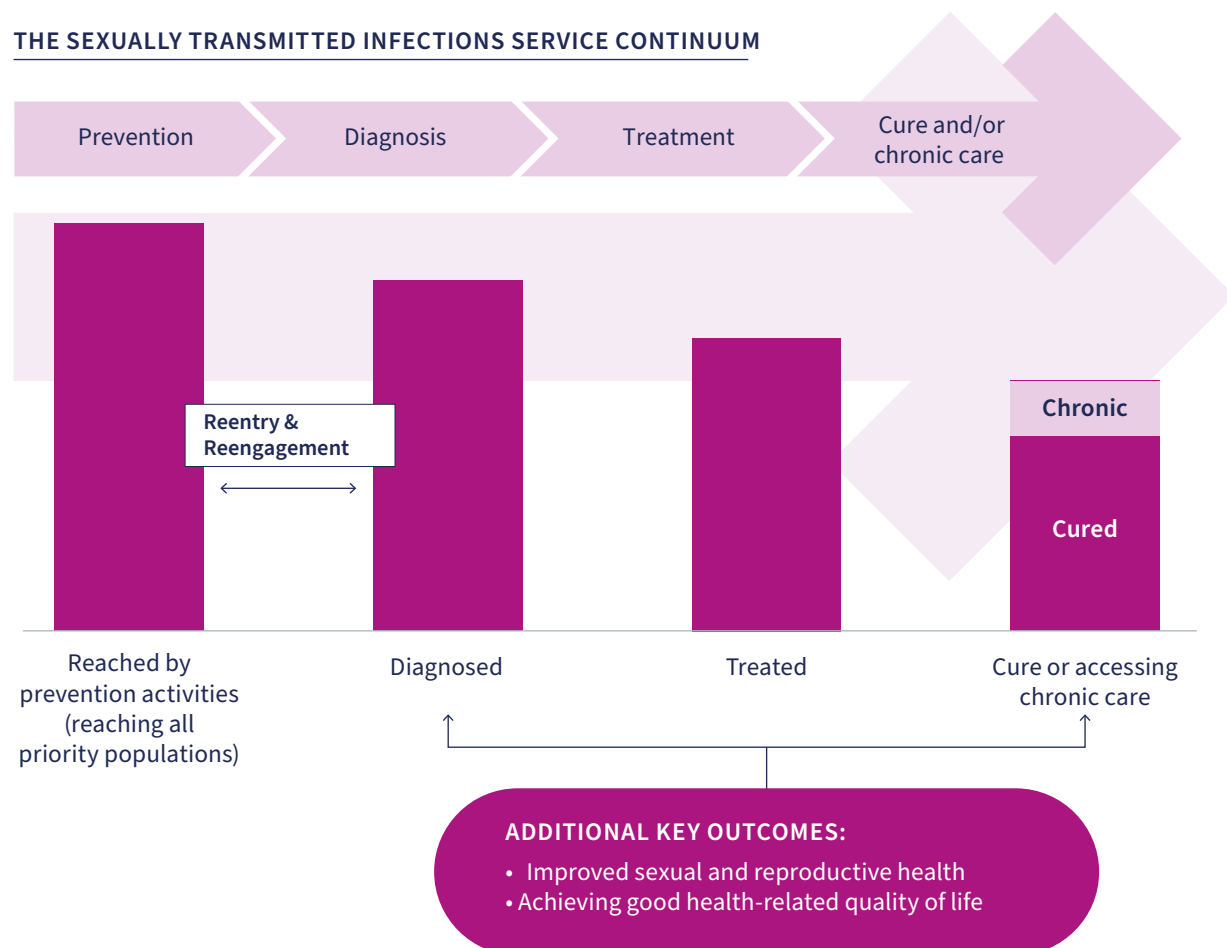 THE SEXUALLY TRANSMITTED INFECTIONS SERVICE CONTINUUM
Prevention
Diagnosis
Treatment
Cure and/or
chronic care
Reentry &
Reengagement
Chronic
Cured
Reached by
prevention activities
(reaching all
priority populations)
Diagnosed
Treated
Cure or accessing
chronic care
ADDITIONAL KEY OUTCOMES:
• Improved sexual and reproductive health
• Achieving good health-related quality of life